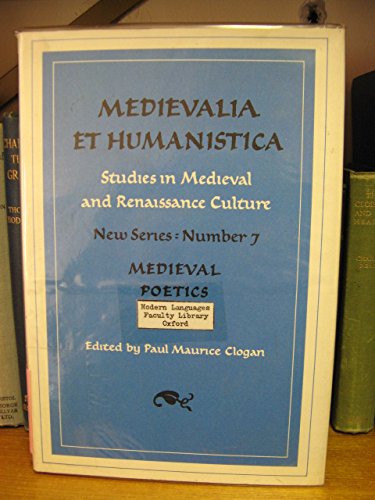 MEDIEVALIA
ET HUMANISTICA
Studies in Medieval
and Renaissance Culture
New Series: Number 7
MEDIEVAL
POETICS
Modern Languages
Faculty Library
Oxford
Edited by Paul Maurice Clogan